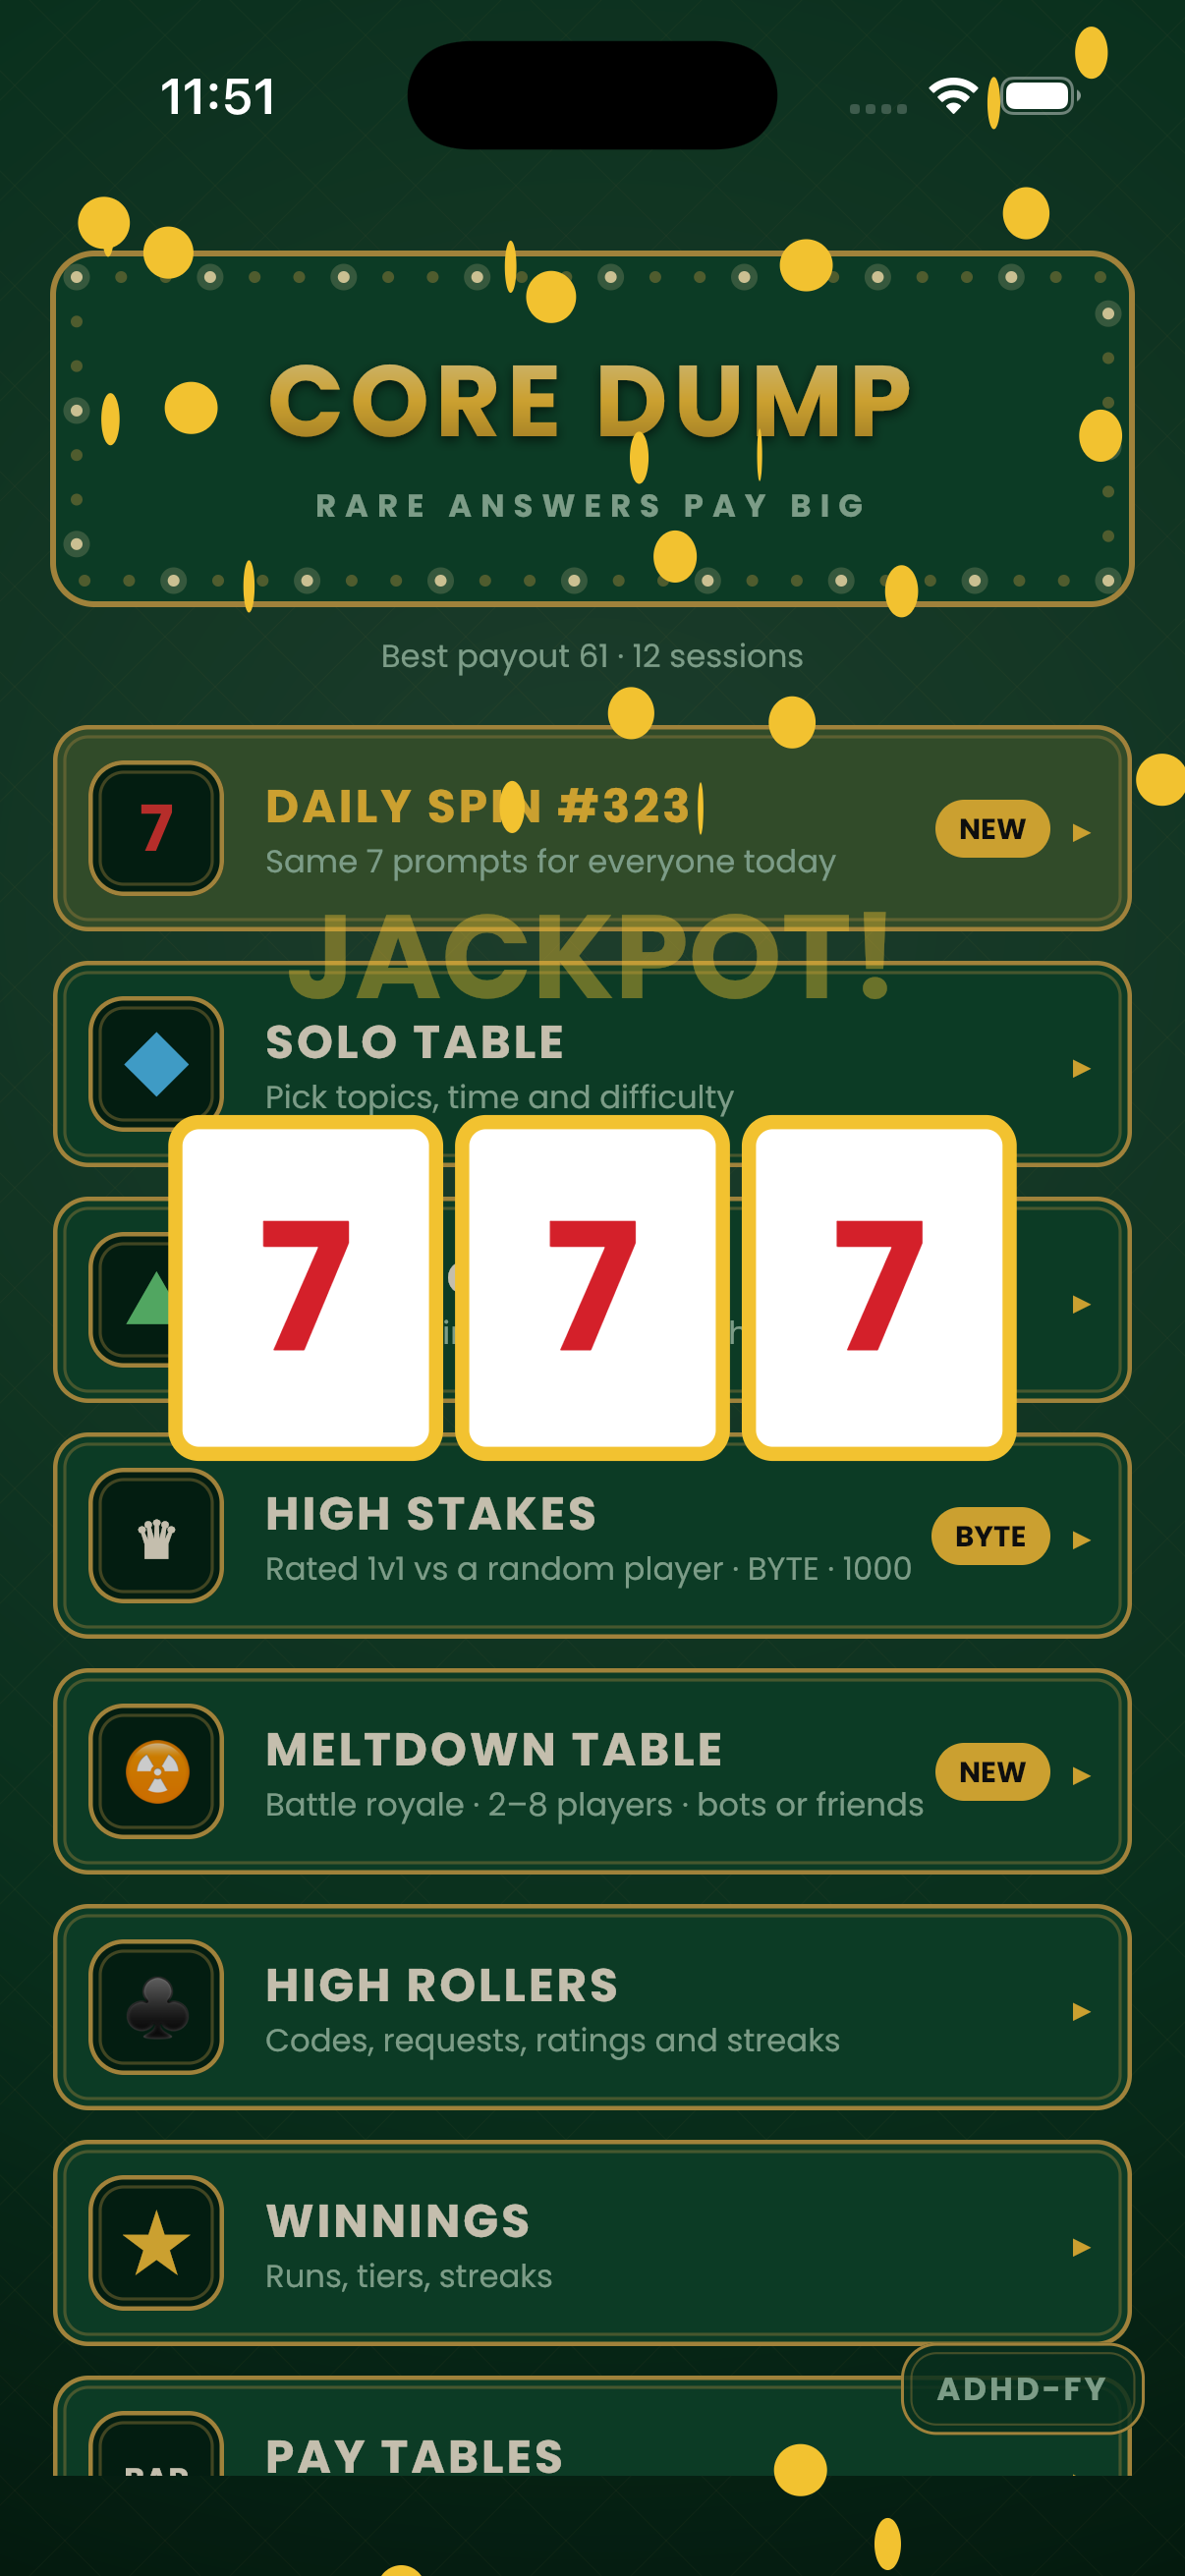 11:51
CORE DUMP
RARE ANSWERS PAY BIG
Best payout 61 · 12 sessions
7
DAILY SPIN #323
Same 7 prompts for everyone today
NEW
JACKPOT!
SOLO TABLE
Pick topics, time and difficulty
7 7 7
HIGH STAKES
Rated 1v1 vs a random player · BYTE · 1000
BYTE
MELTDOWN TABLE
Battle royale · 2–8 players · bots or friends
NEW
HIGH ROLLERS
Codes, requests, ratings and streaks
WINNINGS
Runs, tiers, streaks
ADHD-FY
PAY TABLES
BAR